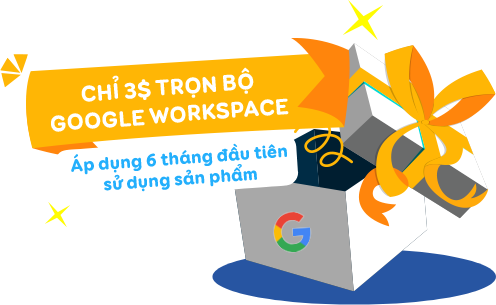 CHỈ 3$ TRỌN BỘ
GOOGLE WORKSPACE
Áp dụng 6 tháng đầu tiên
sử dụng sản phẩm